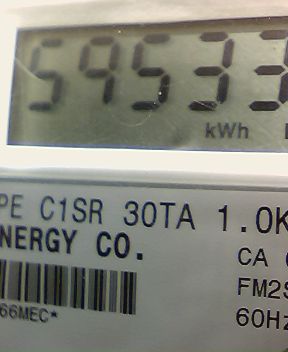 59533
kWh
PE C1SR 30TA 1.0K
NERGY CO.
CA
FM2S
66MEC*
60Hz